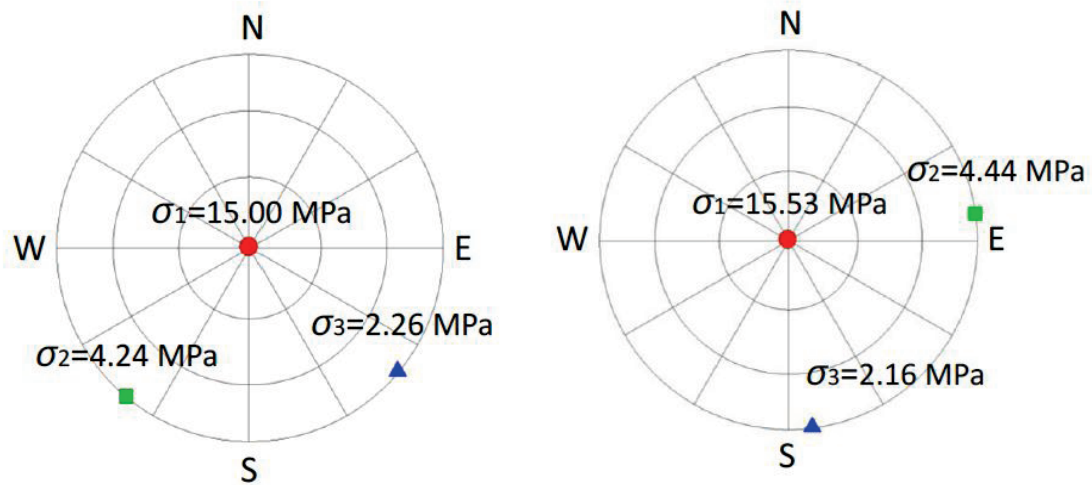 N
σ1=15.00 MPa
W
E
σ3=2.26 MPa
σ2=4.24 MPa
S
N
σ2=4.44 MPa
σ1=15.53 MPa
W
E
σ3=2.16 MPa
S